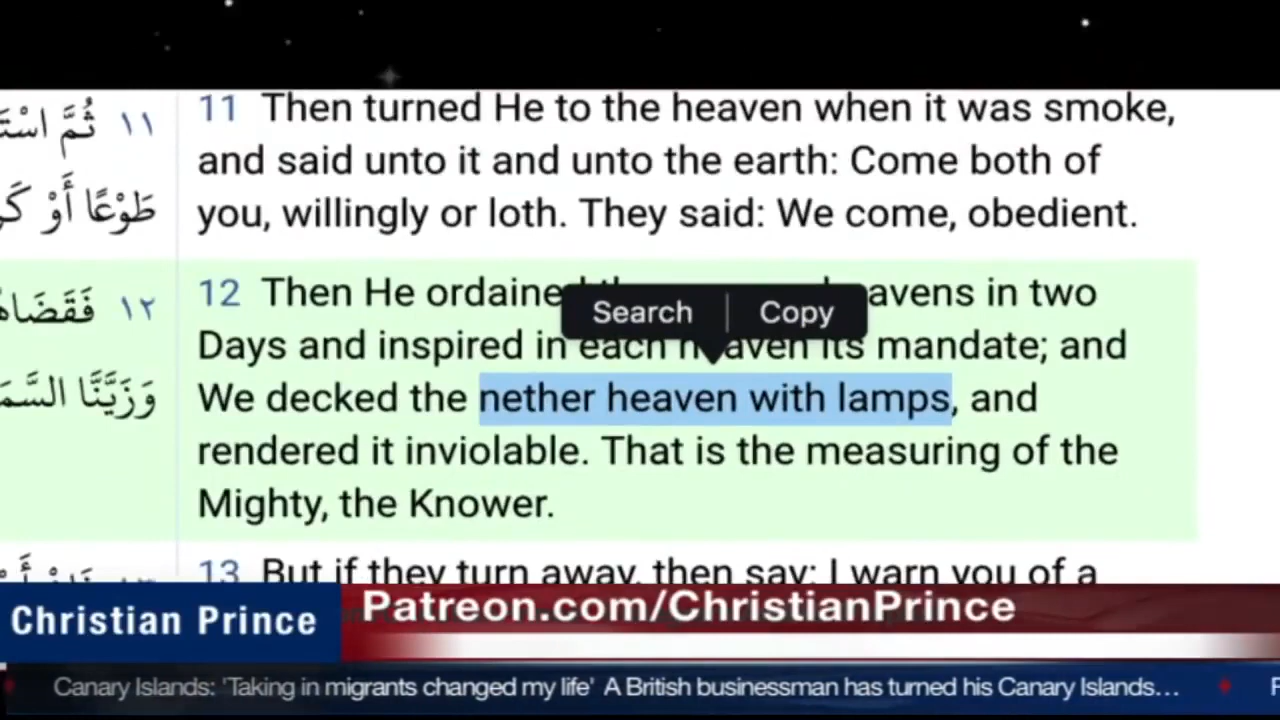 11 Then turned He to the heaven when it was smoke,
and said unto it and unto the earth: Come both of
you, willingly or loth. They said: We come, obedient.
١١ ثُمَّ
طَوْعًا أَوْ
12 Then He ordained heavens in two
Days and inspired in each heaven its mandate; and
We decked the nether heaven with lamps, and
rendered it inviolable. That is the measuring of the
Mighty, the Knower.
Search
Copy
١٢
وَزَيَّنَّا
13 But if they turn away, then say: I warn you of a
Christian Prince
Patreon.com/ChristianPrince
Canary Islands: 'Taking in migrants changed my life' A British businessman has turned his Canary Islands…